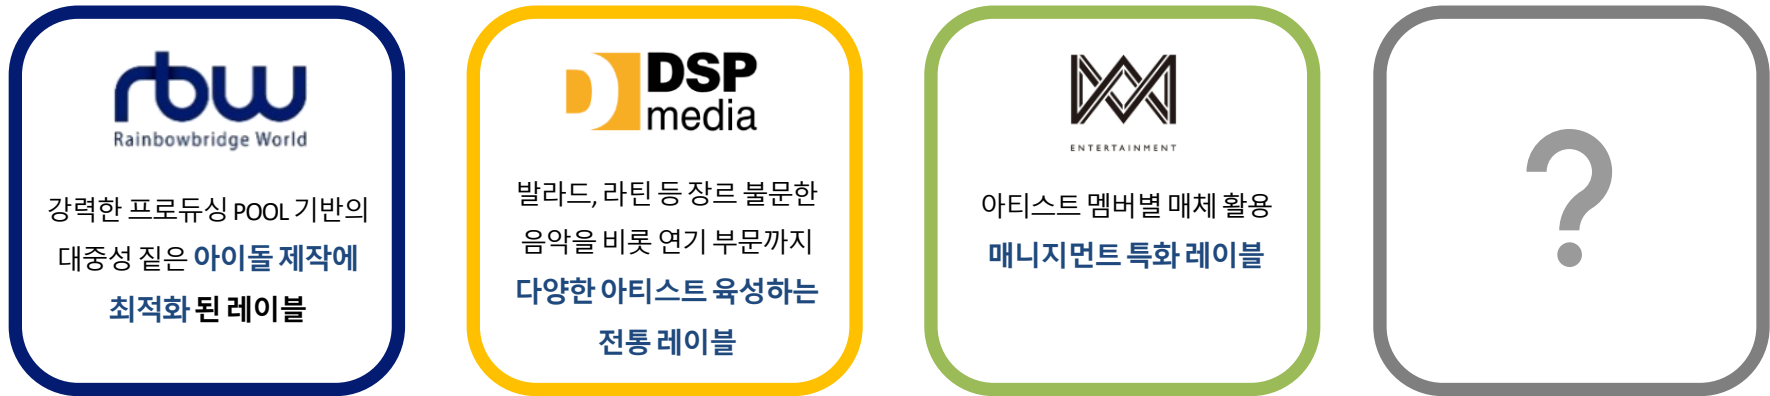 rbw
Rainbowbridge World
강력한 프로듀싱 POOL 기반의
대중성 짙은 아이돌 제작에
최적화 된 레이블
DSP
media
발라드, 라틴 등 장르 불문한
음악을 비롯 연기 부문까지
다양한 아티스트 육성하는
전통 레이블
WM
ENTERTAINMENT
아티스트 멤버별 매체 활용
매니지먼트 특화 레이블
?